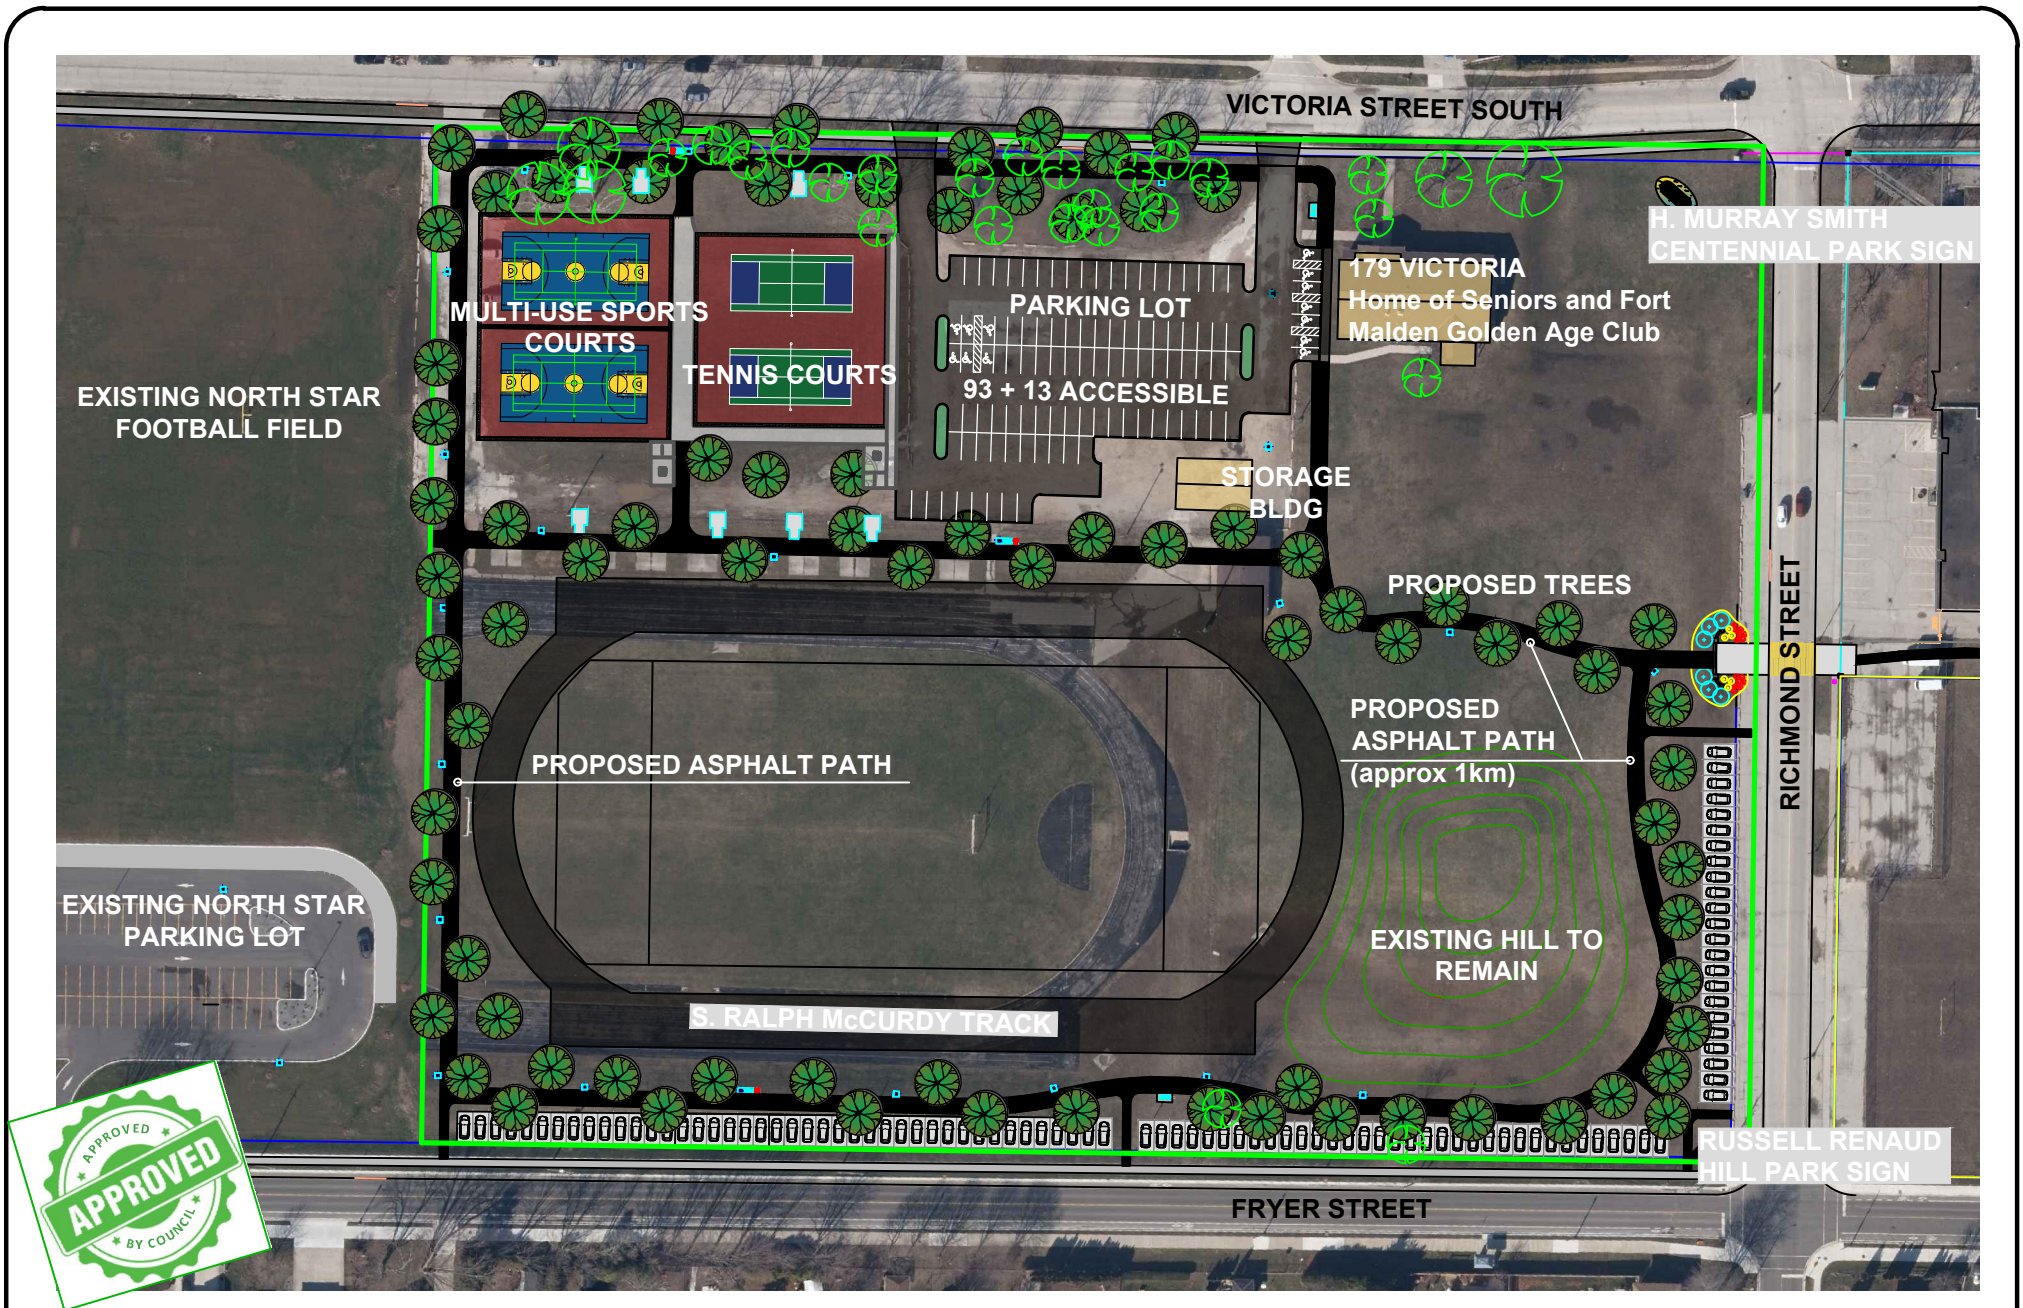 VICTORIA STREET SOUTH
H. MURRAY SMITH
CENTENNIAL PARK SIGN
179 VICTORIA
Home of Seniors and Fort
Malden Golden Age Club
MULTI-USE SPORTS
COURTS
TENNIS COURTS
PARKING LOT
93 + 13 ACCESSIBLE
EXISTING NORTH STAR
FOOTBALL FIELD
STORAGE
BLDG
PROPOSED TREES
RICHMOND STREET
PROPOSED
ASPHALT PATH
(approx 1km)
PROPOSED ASPHALT PATH
EXISTING NORTH STAR
PARKING LOT
EXISTING HILL TO
REMAIN
S. RALPH McCURDY TRACK
RUSSELL RENAUD
HILL PARK SIGN
FRYER STREET
APPROVED
APPROVED
BY COUNCIL